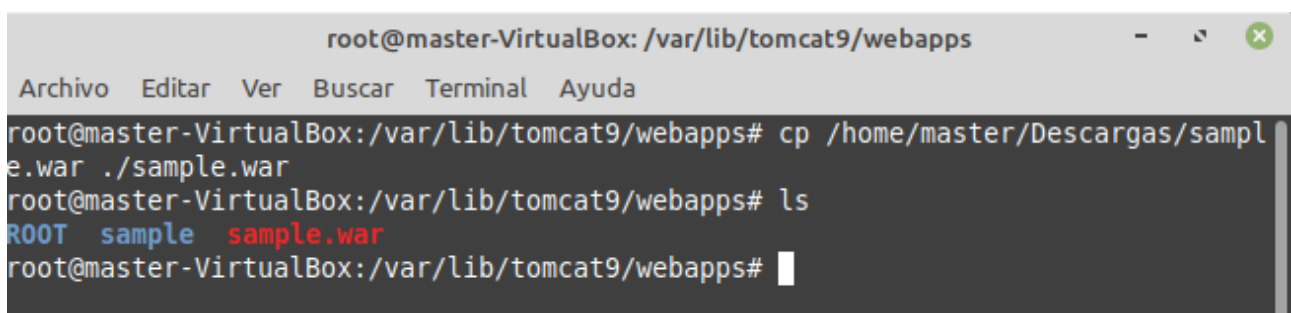 root@master-VirtualBox: /var/lib/tomcat9/webapps
Archivo Editar Ver Buscar Terminal Ayuda
root@master-VirtualBox:/var/lib/tomcat9/webapps# cp /home/master/Descargas/sampl
e.war ./sample.war
root@master-VirtualBox:/var/lib/tomcat9/webapps# ls
ROOT  sample  sample.war
root@master-VirtualBox:/var/lib/tomcat9/webapps#